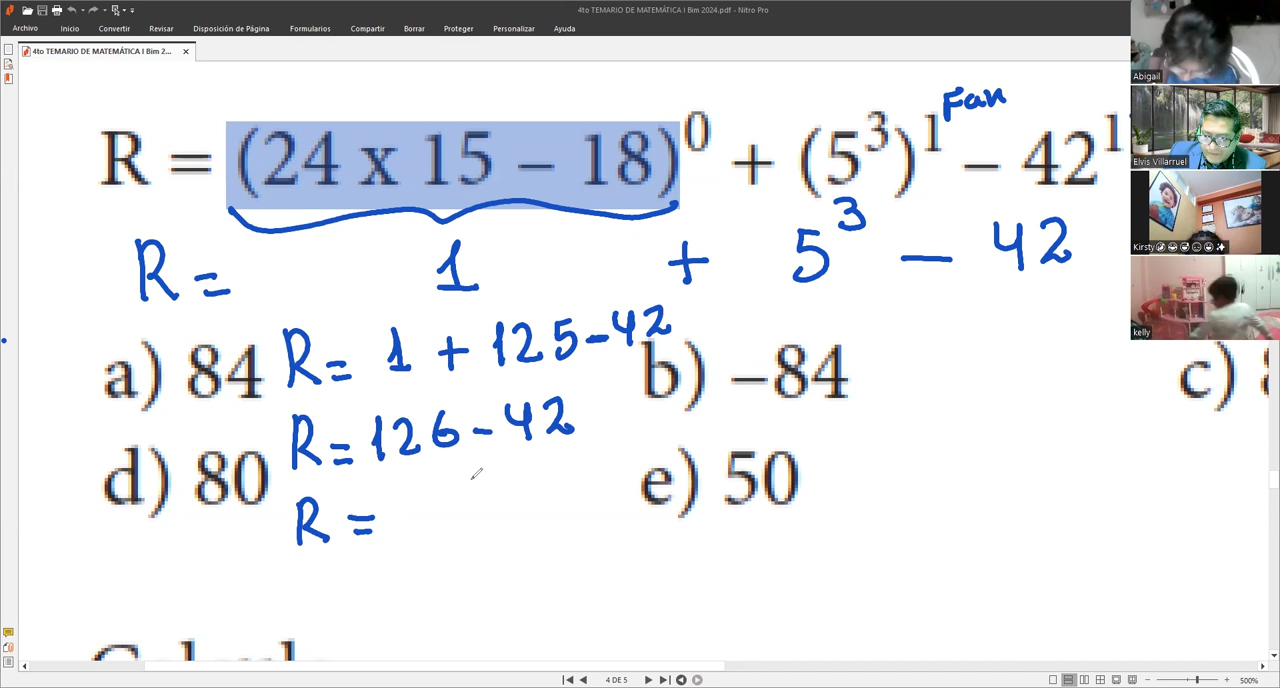 4to TEMARIO DE MATEMÁTICA I Bim 2024.pdf - Nitro Pro
Archivo Inicio Convertir Revisar Disposición de Página Formularios Compartir Borrar Proteger Personalizar Ayuda
4to TEMARIO DE MATEMÁTICA I Bim 2...
Abigail
Elvis Villarruel
Kirsty
kelly
Fan
R = (24 x 15 – 18)⁰ + (5³)¹ – 42¹
R = 1 + 5³ – 42
R = 1 + 125 – 42
a) 84 b) –84 c)
R = 126 – 42
d) 80 e) 50
R =
4 DE 5
500%